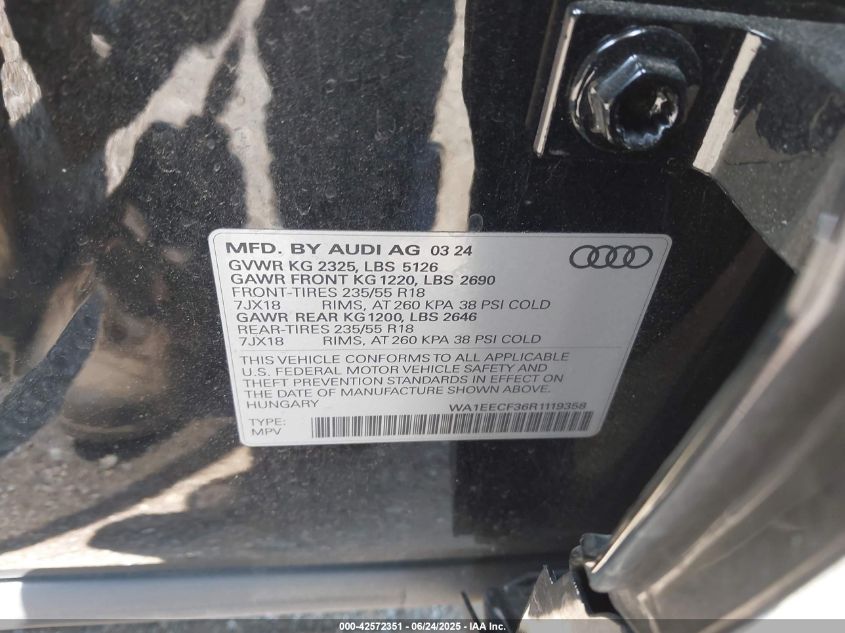 MFD. BY AUDI AG 03 24
GVWR KG 2325, LBS 5126
GAWR FRONT KG 1220, LBS 2690
FRONT-TIRES 235/55 R18
7JX18 RIMS, AT 260 KPA 38 PSI COLD
GAWR REAR KG 1200, LBS 2646
REAR-TIRES 235/55 R18
7JX18 RIMS, AT 260 KPA 38 PSI COLD
THIS VEHICLE CONFORMS TO ALL APPLICABLE
U.S. FEDERAL MOTOR VEHICLE SAFETY AND
THEFT PREVENTION STANDARDS IN EFFECT ON
THE DATE OF MANUFACTURE SHOWN ABOVE.
HUNGARY WA1EECF36R1119358
TYPE:
MPV
000-42572351 - 06/24/2025 - IAA Inc.